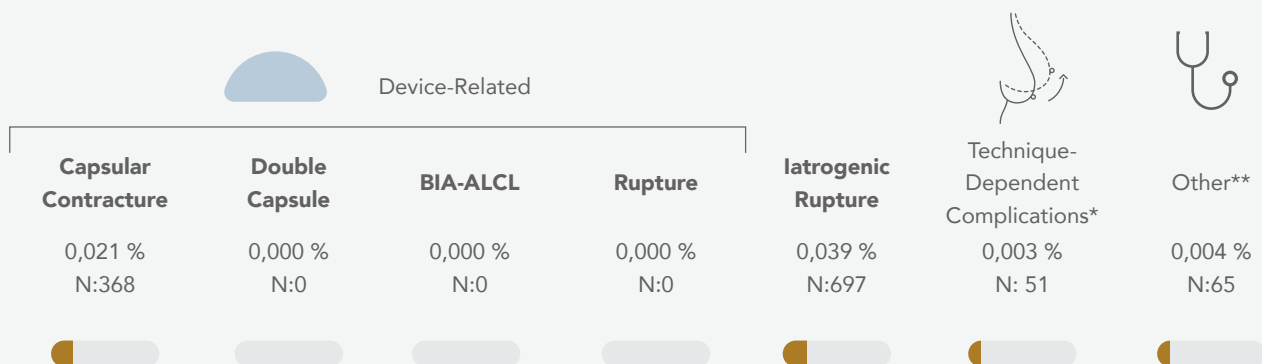 Device-Related
Capsular
Contracture
0,021 %
N:368
Double
Capsule
0,000 %
N:0
BIA-ALCL
0,000 %
N:0
Rupture
0,000 %
N:0
Iatrogenic
Rupture
0,039 %
N:697
Technique-
Dependent
Complications*
0,003 %
N: 51
Other**
0,004 %
N:65